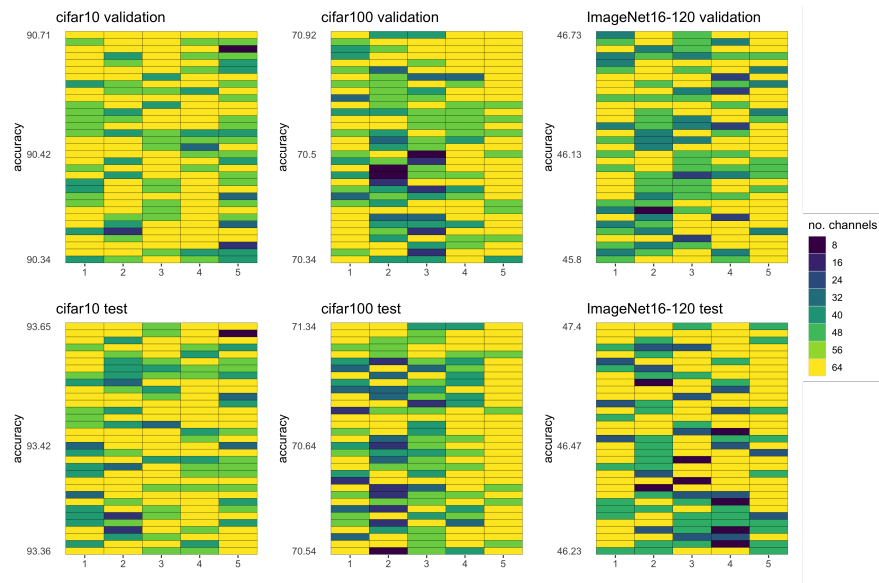 cifar10 validation
cifar100 validation
ImageNet16-120 validation
90.71
90.42
90.34
accuracy
1 2 3 4 5
70.92
70.5
70.34
accuracy
1 2 3 4 5
46.73
46.13
45.8
accuracy
1 2 3 4 5
no. channels
8
16
24
32
40
48
56
64
cifar10 test
cifar100 test
ImageNet16-120 test
93.65
93.42
93.36
accuracy
1 2 3 4 5
71.34
70.64
70.54
accuracy
1 2 3 4 5
47.4
46.47
46.23
accuracy
1 2 3 4 5